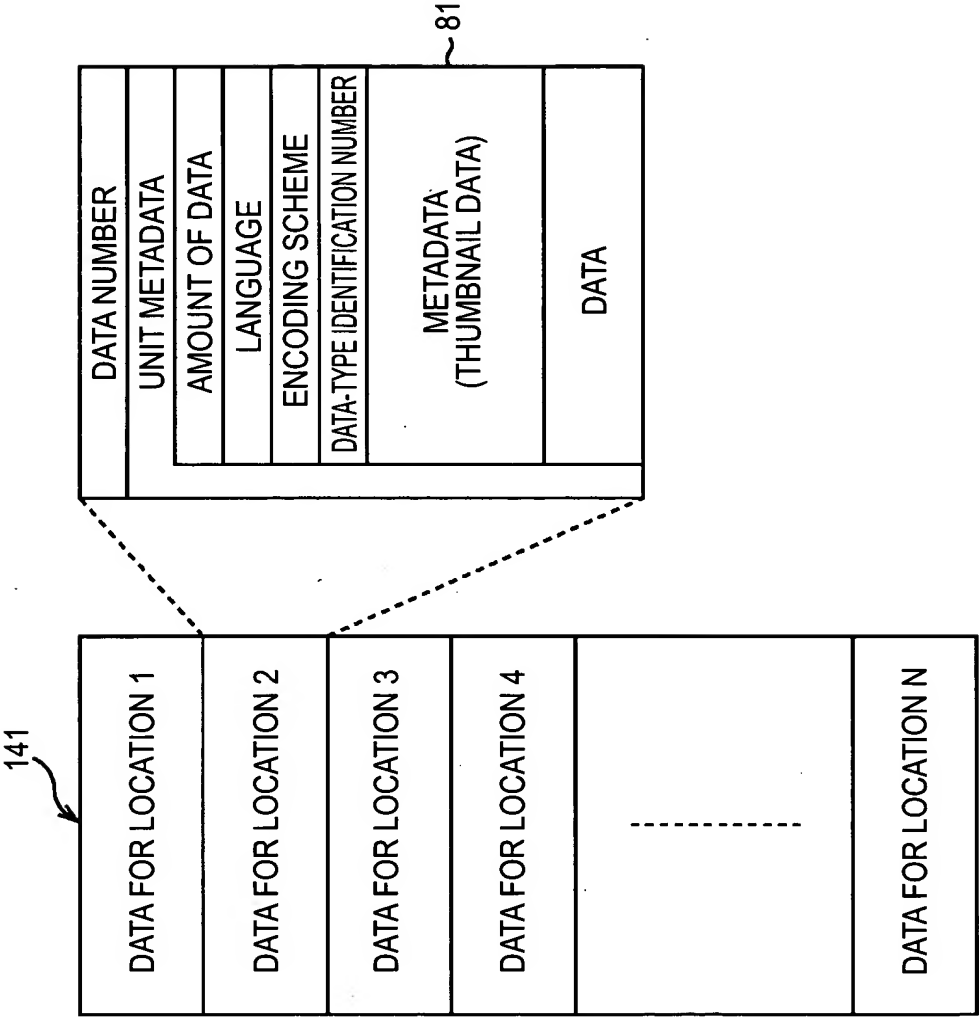 141
DATA FOR LOCATION 1
DATA FOR LOCATION 2
DATA FOR LOCATION 3
DATA FOR LOCATION 4
DATA FOR LOCATION N
DATA NUMBER
UNIT METADATA
AMOUNT OF DATA
LANGUAGE
ENCODING SCHEME
DATA-TYPE IDENTIFICATION NUMBER
METADATA
(THUMBNAIL DATA)
81
DATA